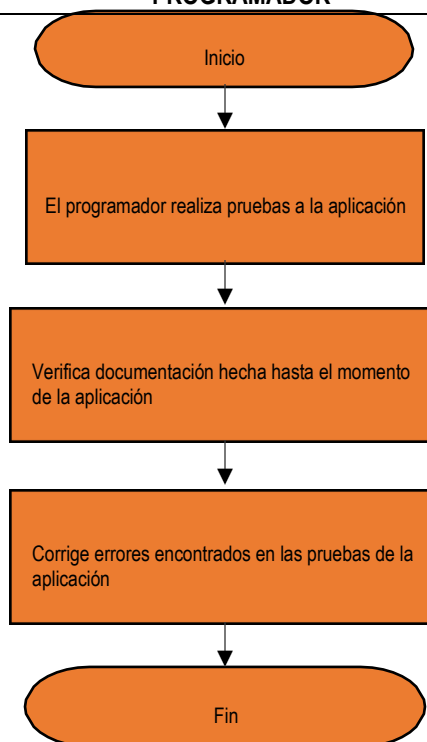 PROGRAMADOR
Inicio
El programador realiza pruebas a la aplicación
Verifica documentación hecha hasta el momento
de la aplicación
Corrige errores encontrados en las pruebas de la
aplicación
Fin